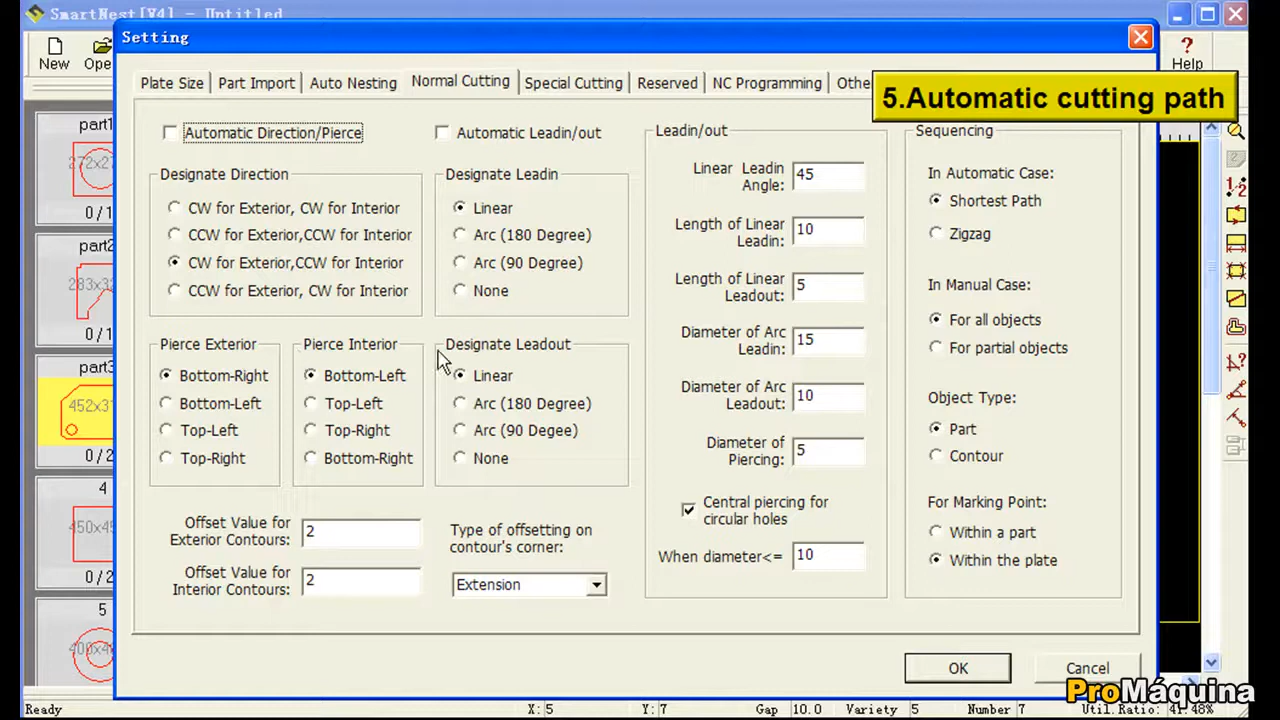 SmartNest[V4] - Untitled
Setting
New
Ope
Help
Plate Size
Part Import
Auto Nesting
Normal Cutting
Special Cutting
Reserved
NC Programming
Othe
5.Automatic cutting path
part1
272x27
0/1
part2
283x3
0/1
part3
452x31
0/2
4
450x45
0/2
5
400x4
Automatic Direction/Pierce
Designate Direction
CW for Exterior, CW for Interior
CCW for Exterior,CCW for Interior
CW for Exterior,CCW for Interior
CCW for Exterior, CW for Interior
Pierce Exterior
Bottom-Right
Bottom-Left
Top-Left
Top-Right
Pierce Interior
Bottom-Left
Top-Left
Top-Right
Bottom-Right
Offset Value for
Exterior Contours:
2
Offset Value for
Interior Contours:
2
Automatic Leadin/out
Designate Leadin
Linear
Arc (180 Degree)
Arc (90 Degree)
None
Designate Leadout
Linear
Arc (180 Degree)
Arc (90 Degee)
None
Type of offsetting on
contour's corner:
Extension
Leadin/out
Linear Leadin
Angle:
45
Length of Linear
Leadin:
10
Length of Linear
Leadout:
5
Diameter of Arc
Leadin:
15
Diameter of Arc
Leadout:
10
Diameter of
Piercing:
5
Central piercing for
circular holes
When diameter<=
10
Sequencing
In Automatic Case:
Shortest Path
Zigzag
In Manual Case:
For all objects
For partial objects
Object Type:
Part
Contour
For Marking Point:
Within a part
Within the plate
OK
Cancel
ProMáquina
Ready
X: 5
Y: 7
Gap 10.0
Variety 5
Number 7
Util.Ratio: 41.48%